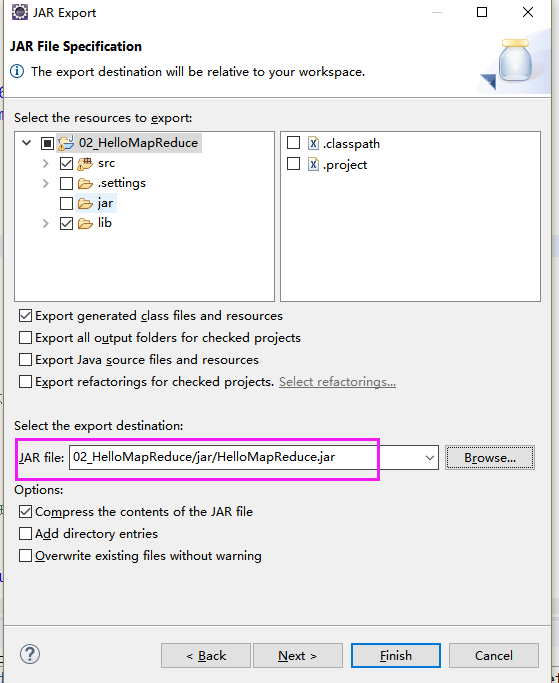 JAR Export
JAR File Specification
The export destination will be relative to your workspace.
Select the resources to export:
02_HelloMapReduce
src
.settings
jar
lib
.classpath
.project
Export generated class files and resources
Export all output folders for checked projects
Export Java source files and resources
Export refactorings for checked projects. Select refactorings...
Select the export destination:
JAR file: 02_HelloMapReduce/jar/HelloMapReduce.jar Browse...
Options:
Compress the contents of the JAR file
Add directory entries
Overwrite existing files without warning
? < Back Next > Finish Cancel